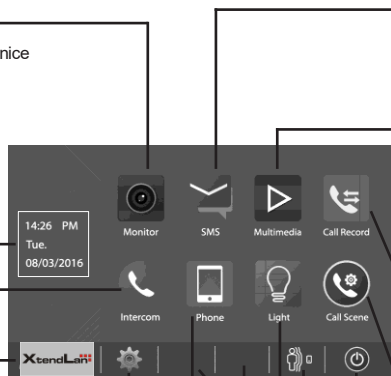 nice
14:26 PM
Tue.
08/03/2016
Monitor
SMS
Multimedia
Call Record
Intercom
Phone
Light
Call Scene
XtendLan